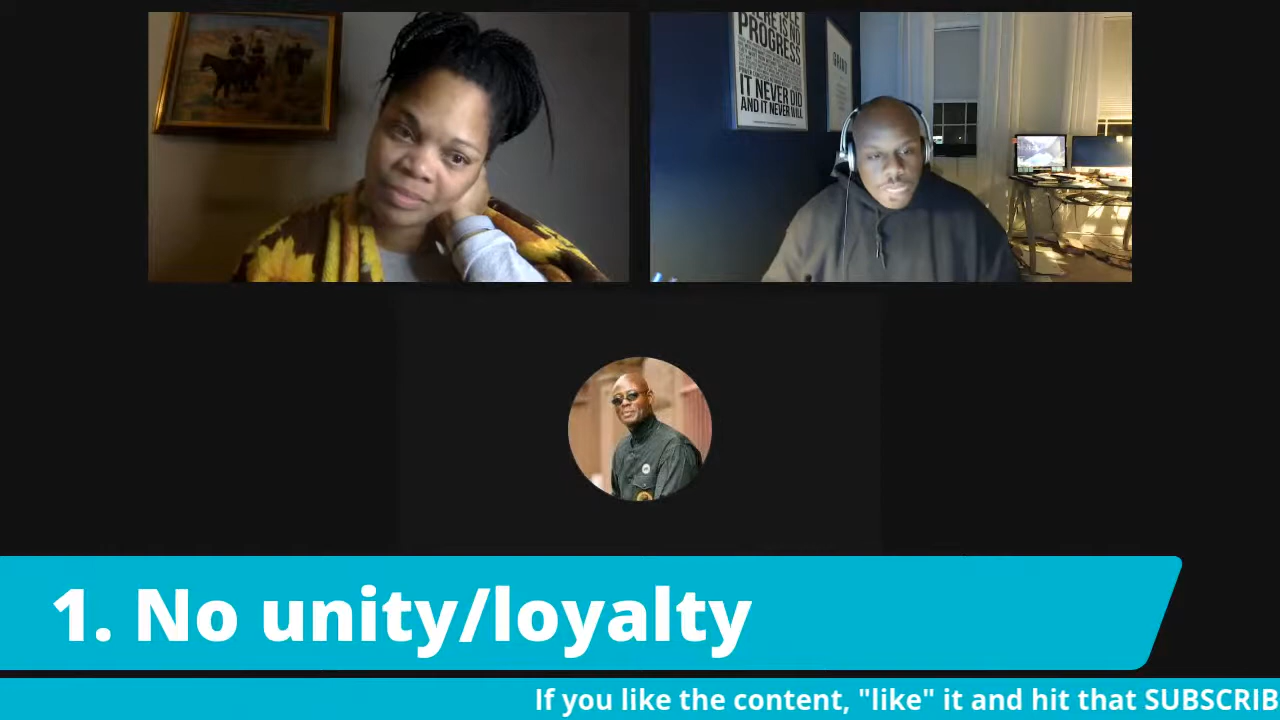 PROGRESS
IT NEVER DID
AND IT NEVER WILL
1. No unity/loyalty
If you like the content, "like" it and hit that SUBSCRIB